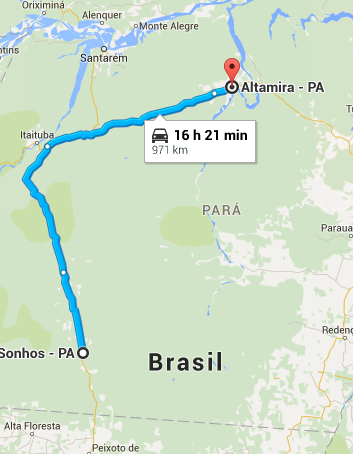 Oriximiná
Alenquer
Monte Alegre
Santarém
Altamira - PA
16 h 21 min
971 km
Itaituba
PARÁ
Paraua
Redenç
Sonhos - PA
Brasil
Alta Floresta
Peixoto de